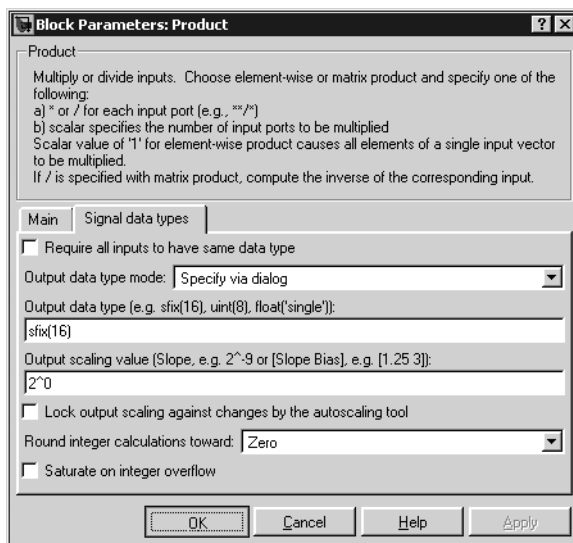 Block Parameters: Product
Product
Multiply or divide inputs. Choose element-wise or matrix product and specify one of the
following:
a) * or / for each input port (e.g., **/*)
b) scalar specifies the number of input ports to be multiplied
Scalar value of '1' for element-wise product causes all elements of a single input vector
to be multiplied.
If / is specified with matrix product, compute the inverse of the corresponding input.
Main Signal data types
Require all inputs to have same data type
Output data type mode: Specify via dialog
Output data type (e.g. sfix(16), uint(8), float('single')):
sfix(16)
Output scaling value (Slope, e.g. 2^-9 or [Slope Bias], e.g. [1.25 3]):
2^0
Lock output scaling against changes by the autoscaling tool
Round integer calculations toward: Zero
Saturate on integer overflow
OK Cancel Help Apply